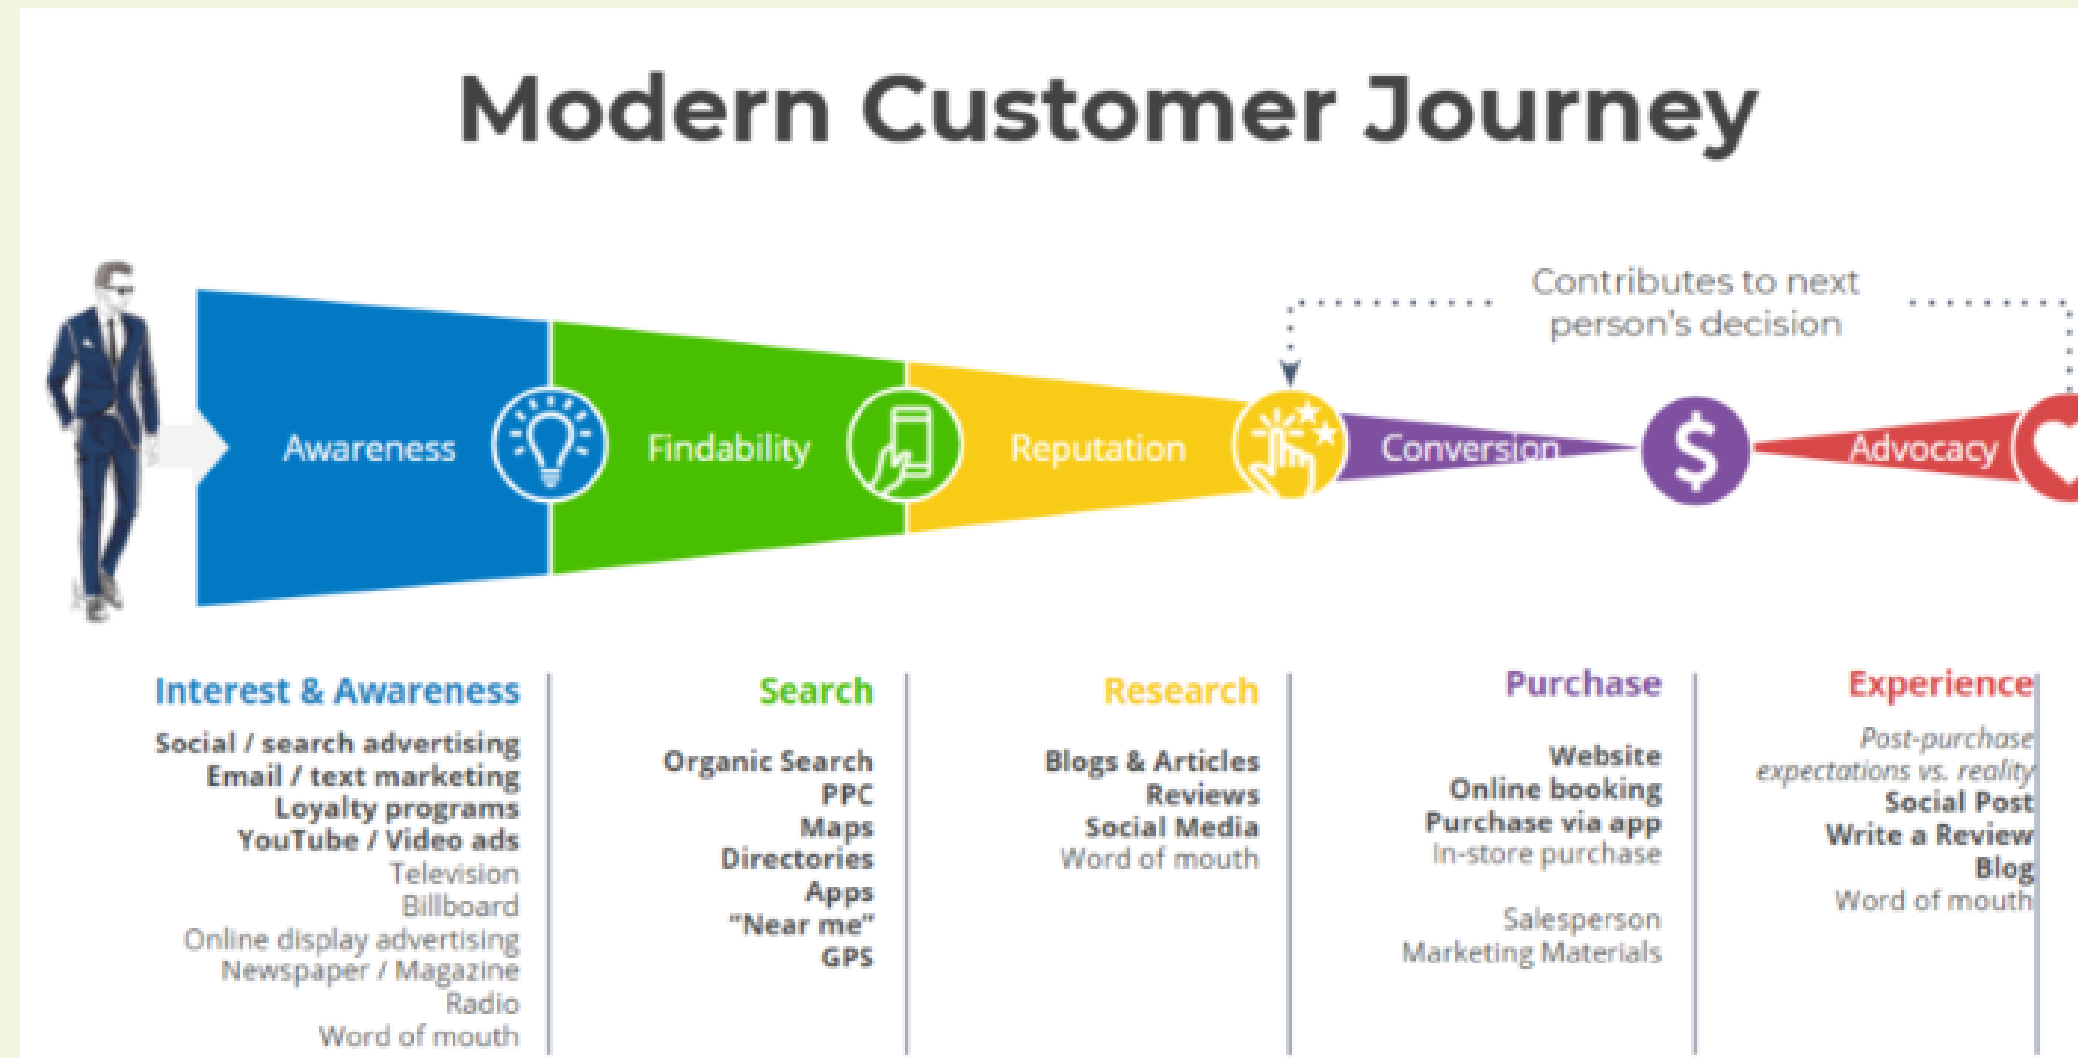 Modern Customer Journey
Contributes to next
person's decision
Awareness
Findability
Reputation
Conversion
$
Advocacy
Interest & Awareness
Social / search advertising
Email / text marketing
Loyalty programs
YouTube / Video ads
Television
Billboard
Online display advertising
Newspaper / Magazine
Radio
Word of mouth
Search
Organic Search
PPC
Maps
Directories
Apps
"Near me"
GPS
Research
Blogs & Articles
Reviews
Social Media
Word of mouth
Purchase
Website
Online booking
Purchase via app
In-store purchase
Salesperson
Marketing Materials
Experience
Post-purchase
expectations vs. reality
Social Post
Write a Review
Blog
Word of mouth